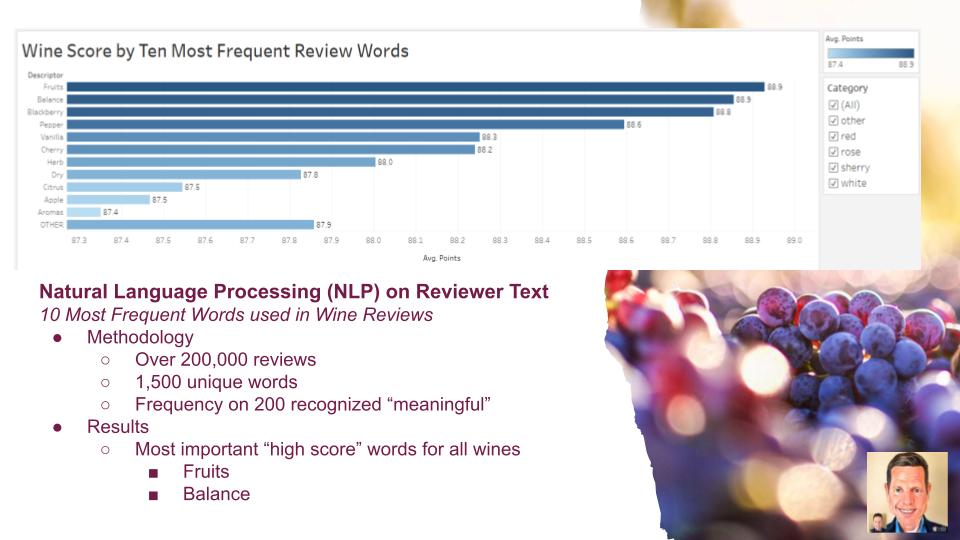 Wine Score by Ten Most Frequent Review Words
Avg. Points
87.4 88.9
Descriptor
Fruits 88.9
Balance 88.9
Blackberry 88.8
Pepper 88.6
Vanilla 88.3
Cherry 88.2
Herb 88.0
Dry 87.8
Citrus 87.5
Apple 87.5
Aromas 87.4
OTHER 87.9
87.3 87.4 87.5 87.6 87.7 87.8 87.9 88.0 88.1 88.2 88.3 88.4 88.5 88.6 88.7 88.8 88.9 89.0
Avg. Points
Category
(All)
other
red
rose
sherry
white
Natural Language Processing (NLP) on Reviewer Text
10 Most Frequent Words used in Wine Reviews
● Methodology
○ Over 200,000 reviews
○ 1,500 unique words
○ Frequency on 200 recognized “meaningful”
● Results
○ Most important “high score” words for all wines
■ Fruits
■ Balance